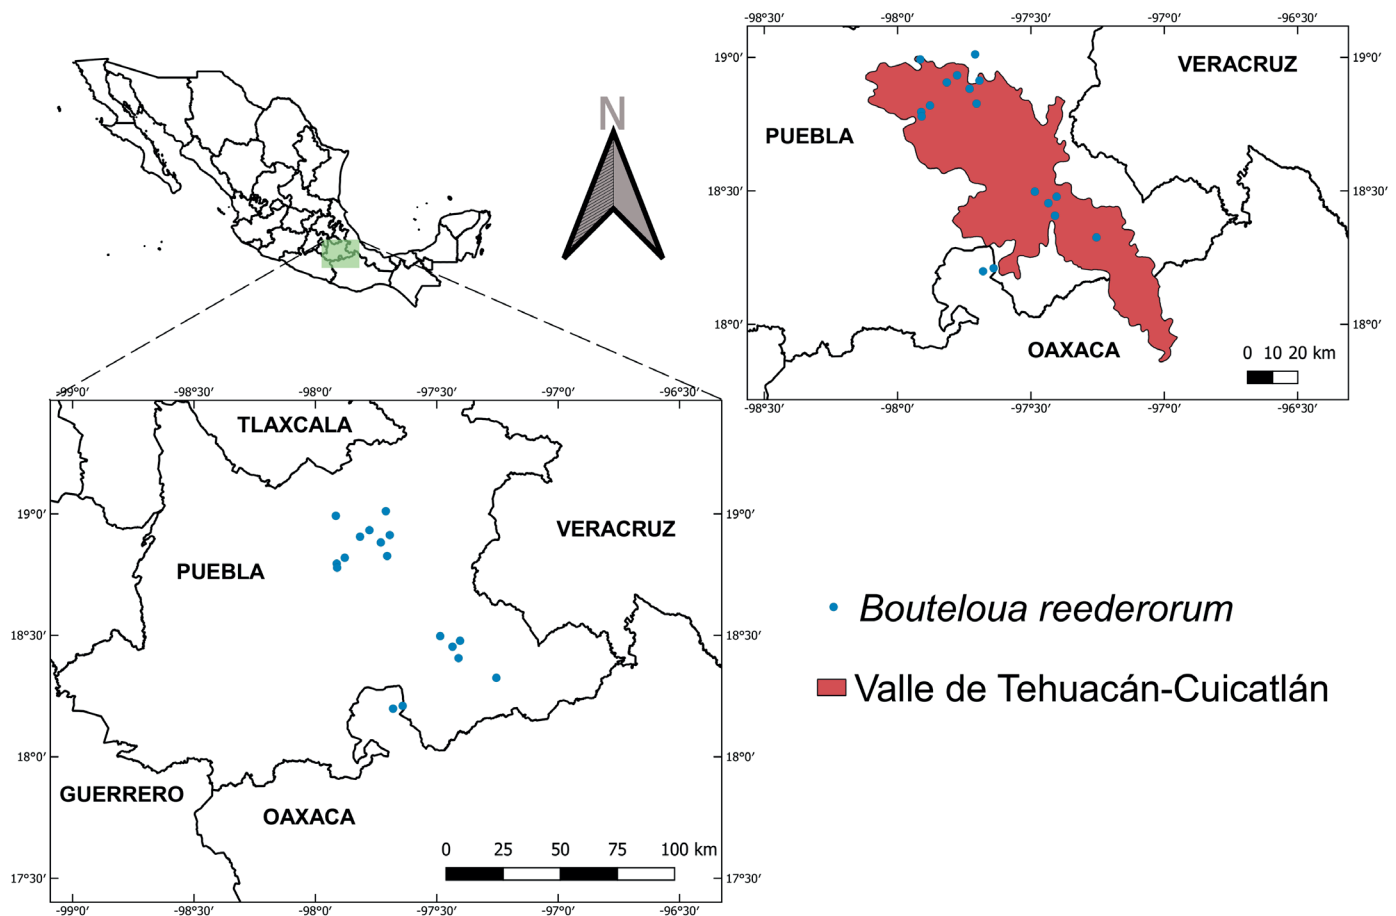 N
-98°30′ -98°0′ -97°30′ -97°0′ -96°30′
19°0′ 19°0′
VERACRUZ
PUEBLA
18°30′ 18°30′
18°0′ 18°0′
OAXACA
0 10 20 km
-98°30′ -98°0′ -97°30′ -97°0′ -96°30′
-99°0′ -98°30′ -98°0′ -97°30′ -97°0′ -96°30′
TLAXCALA
19°0′ 19°0′
VERACRUZ
PUEBLA
18°30′ 18°30′
18°0′ 18°0′
GUERRERO
OAXACA
0 25 50 75 100 km
17°30′ 17°30′
-99°0′ -98°30′ -98°0′ -97°30′ -97°0′ -96°30′
Bouteloua reederorum
Valle de Tehuacán-Cuicatlán